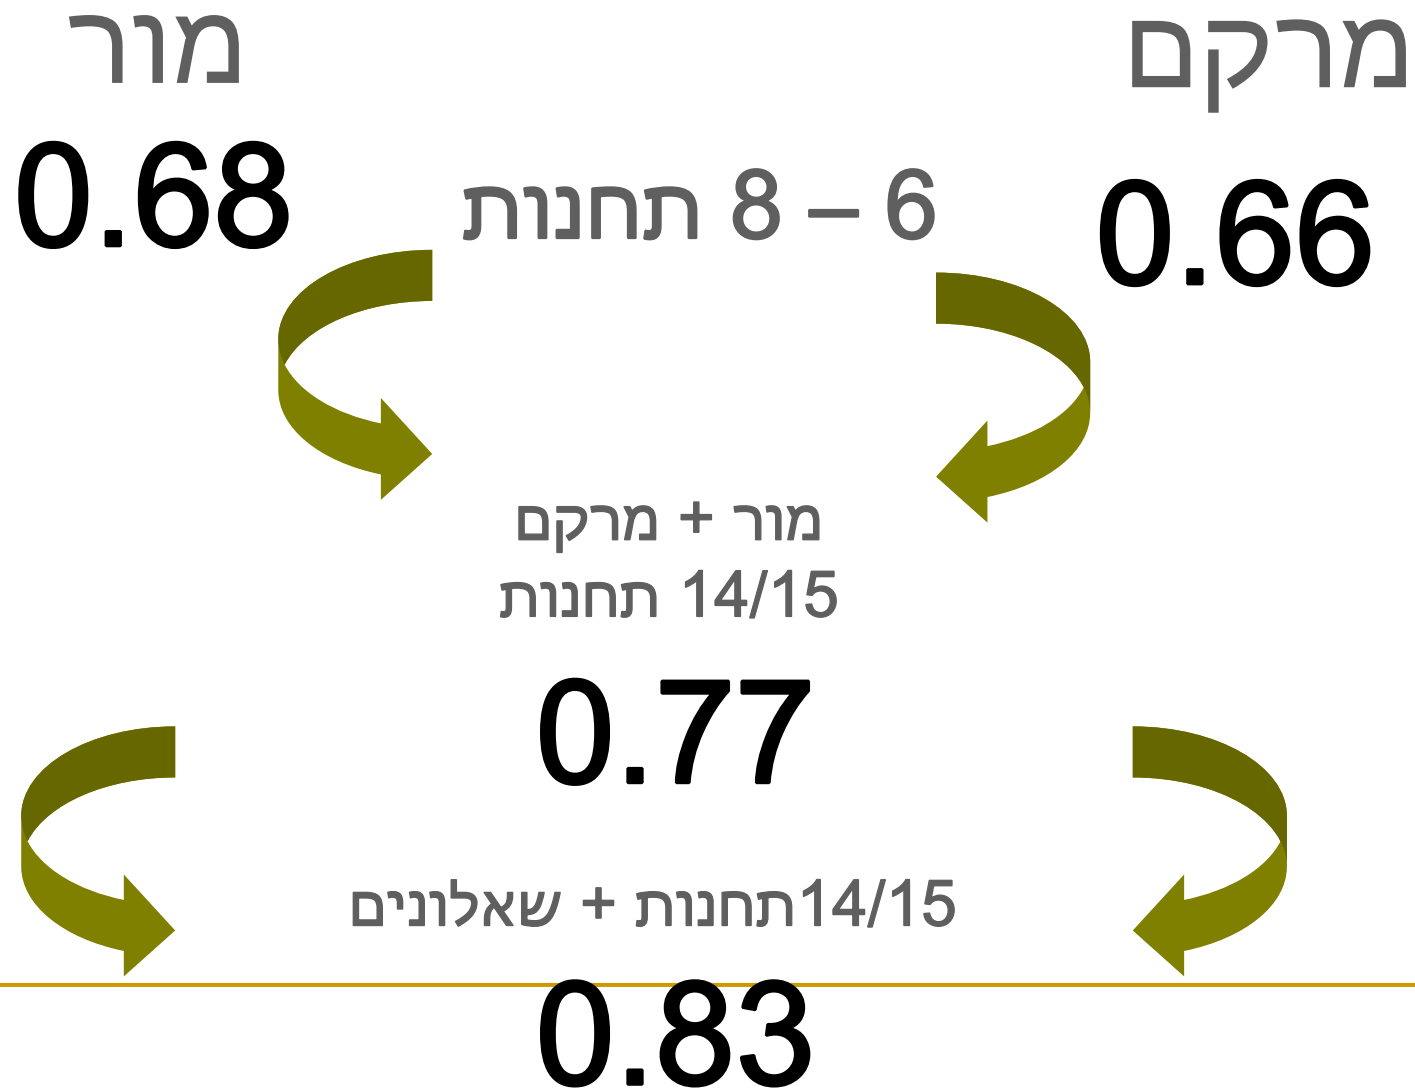 מרקם
מור
0.66
0.68
6 – 8 תחנות
מור + מרקם
14/15 תחנות
0.77
14/15תחנות + שאלונים
0.83